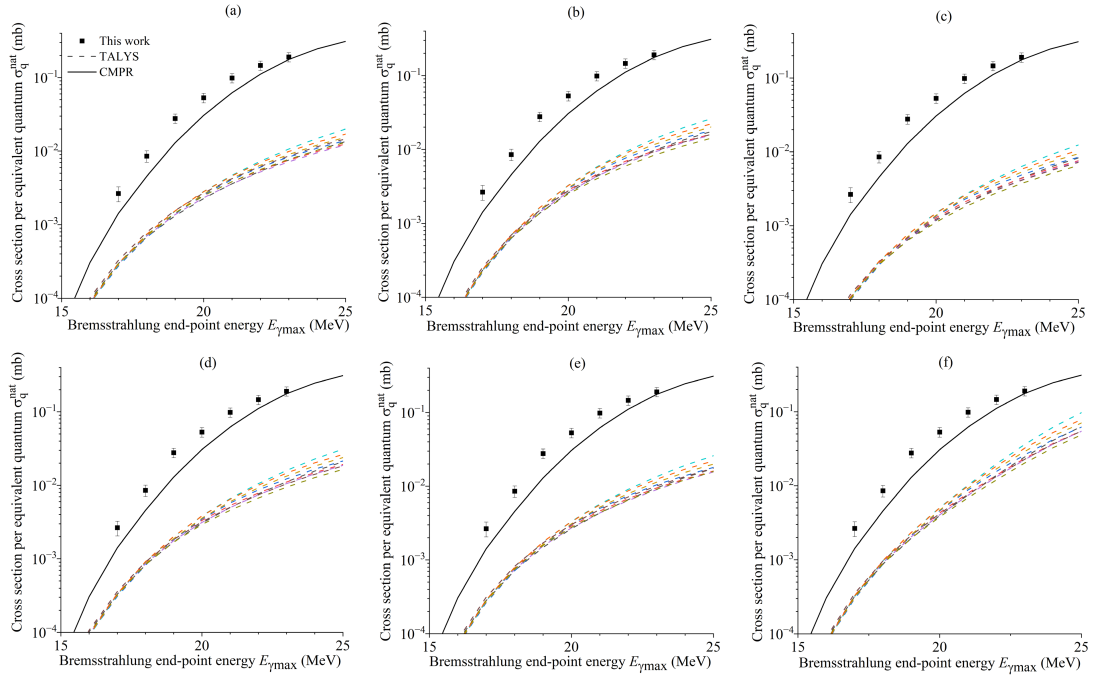 (a)
Cross section per equivalent quantum σqnat (mb)
10−1
10−2
10−3
10−4
15
20
25
Bremsstrahlung end-point energy Eγmax (MeV)
This work
TALYS
CMPR
(b)
Cross section per equivalent quantum σqnat (mb)
10−1
10−2
10−3
10−4
15
20
25
Bremsstrahlung end-point energy Eγmax (MeV)
(c)
Cross section per equivalent quantum σqnat (mb)
10−1
10−2
10−3
10−4
15
20
25
Bremsstrahlung end-point energy Eγmax (MeV)
(d)
Cross section per equivalent quantum σqnat (mb)
10−1
10−2
10−3
10−4
15
20
25
Bremsstrahlung end-point energy Eγmax (MeV)
(e)
Cross section per equivalent quantum σqnat (mb)
10−1
10−2
10−3
10−4
15
20
25
Bremsstrahlung end-point energy Eγmax (MeV)
(f)
Cross section per equivalent quantum σqnat (mb)
10−1
10−2
10−3
10−4
15
20
25
Bremsstrahlung end-point energy Eγmax (MeV)